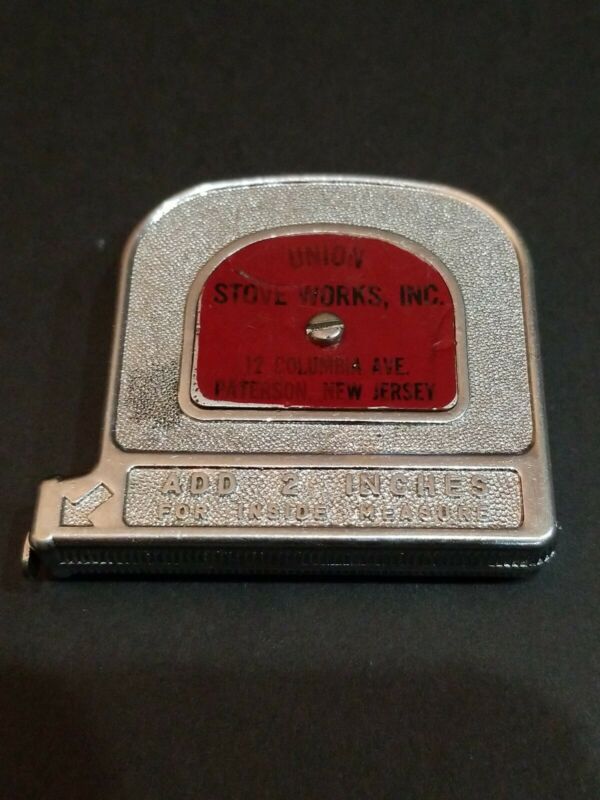 UNION
STOVE WORKS, INC.
12 COLUMBIA AVE.
PATERSON, NEW JERSEY
ADD 2 INCHES
FOR INSIDE MEASURE